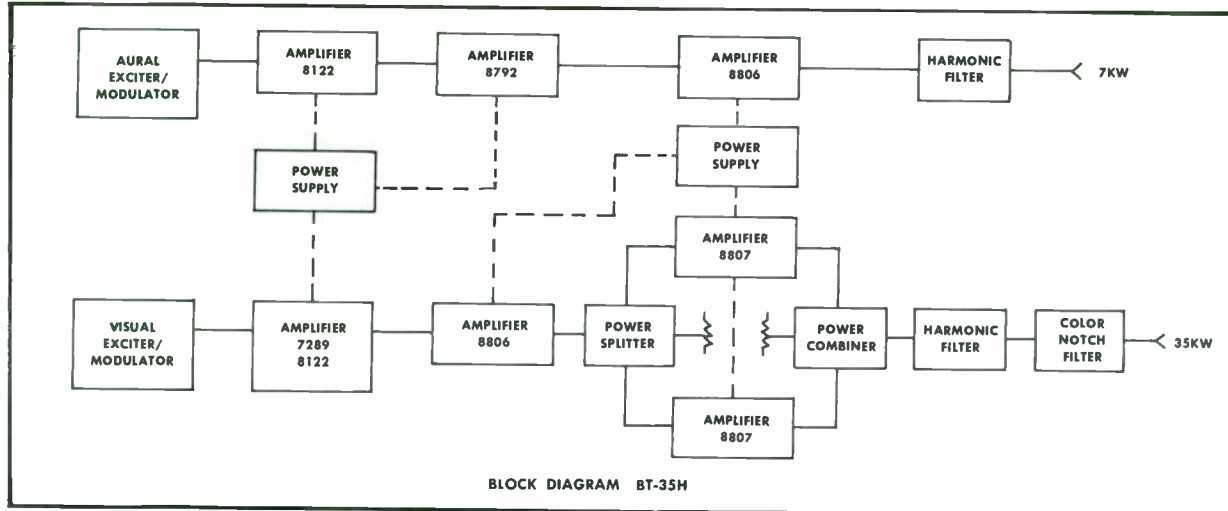 AURAL
EXCITER/
MODULATOR
AMPLIFIER
8122
AMPLIFIER
8792
AMPLIFIER
8806
HARMONIC
FILTER
7KW
POWER
SUPPLY
POWER
SUPPLY
VISUAL
EXCITER/
MODULATOR
AMPLIFIER
7289
8122
AMPLIFIER
8806
POWER
SPLITTER
AMPLIFIER
8807
AMPLIFIER
8807
POWER
COMBINER
HARMONIC
FILTER
COLOR
NOTCH
FILTER
35KW
BLOCK DIAGRAM BT-35H